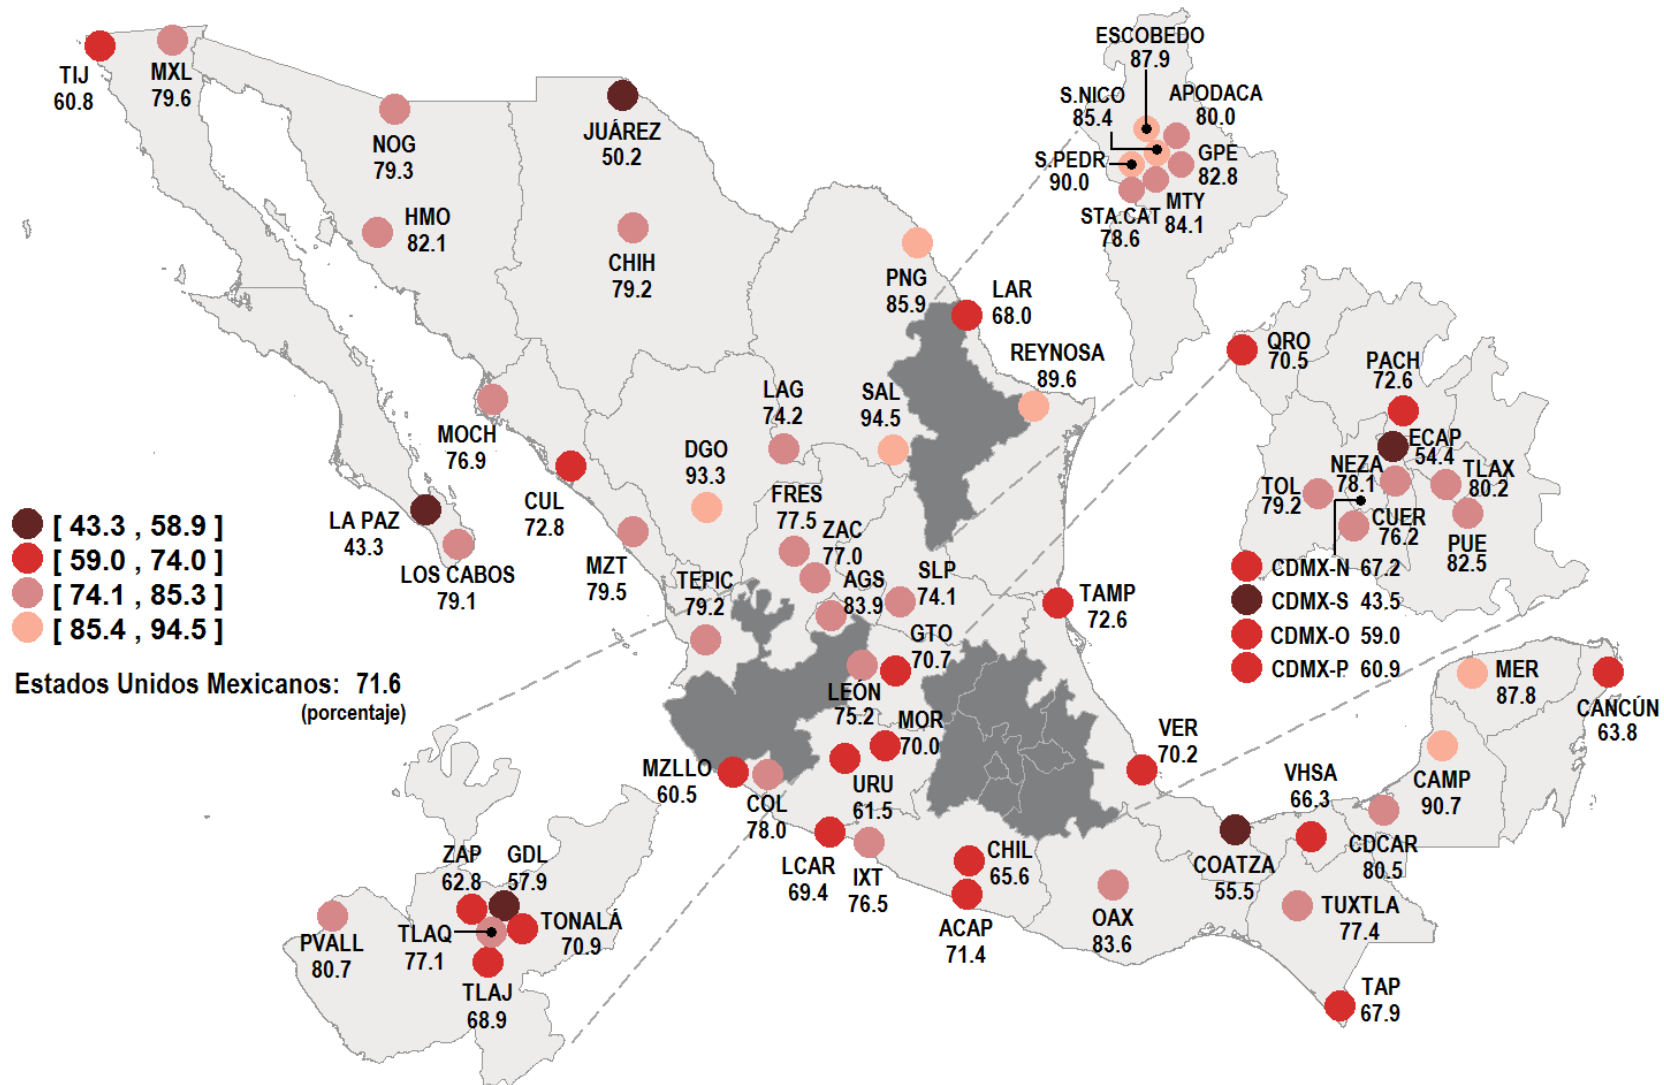 TIJ
60.8
MXL
79.6
NOG
79.3
HMO
82.1
JUÁREZ
50.2
CHIH
79.2
ESCOBEDO
87.9
S.NICO
85.4
APODACA
80.0
S.PEDR
90.0
GPE
82.8
MTY
84.1
STA.CAT
78.6
PNG
85.9
LAR
68.0
REYNOSA
89.6
LAG
74.2
SAL
94.5
MOCH
76.9
DGO
93.3
CUL
72.8
LA PAZ
43.3
LOS CABOS
79.1
MZT
79.5
FRES
77.5
ZAC
77.0
TEPIC
79.2
AGS
83.9
SLP
74.1
TAMP
72.6
GTO
70.7
LEÓN
75.2
MOR
70.0
MZLLO
60.5
COL
78.0
URU
61.5
LCAR
69.4
IXT
76.5
CHIL
65.6
ACAP
71.4
OAX
83.6
VER
70.2
COATZA
55.5
VHSA
66.3
CDCAR
80.5
TUXTLA
77.4
TAP
67.9
CAMP
90.7
MER
87.8
CANCÚN
63.8
QRO
70.5
PACH
72.6
ECAP
54.4
NEZA
78.1
TLAX
80.2
TOL
79.2
CUER
76.2
PUE
82.5
CDMX-N 67.2
CDMX-S 43.5
CDMX-O 59.0
CDMX-P 60.9
[ 43.3 , 58.9 ]
[ 59.0 , 74.0 ]
[ 74.1 , 85.3 ]
[ 85.4 , 94.5 ]
Estados Unidos Mexicanos: 71.6
(porcentaje)
ZAP
62.8
GDL
57.9
TONALÁ
70.9
TLAQ
77.1
PVALL
80.7
TLAJ
68.9